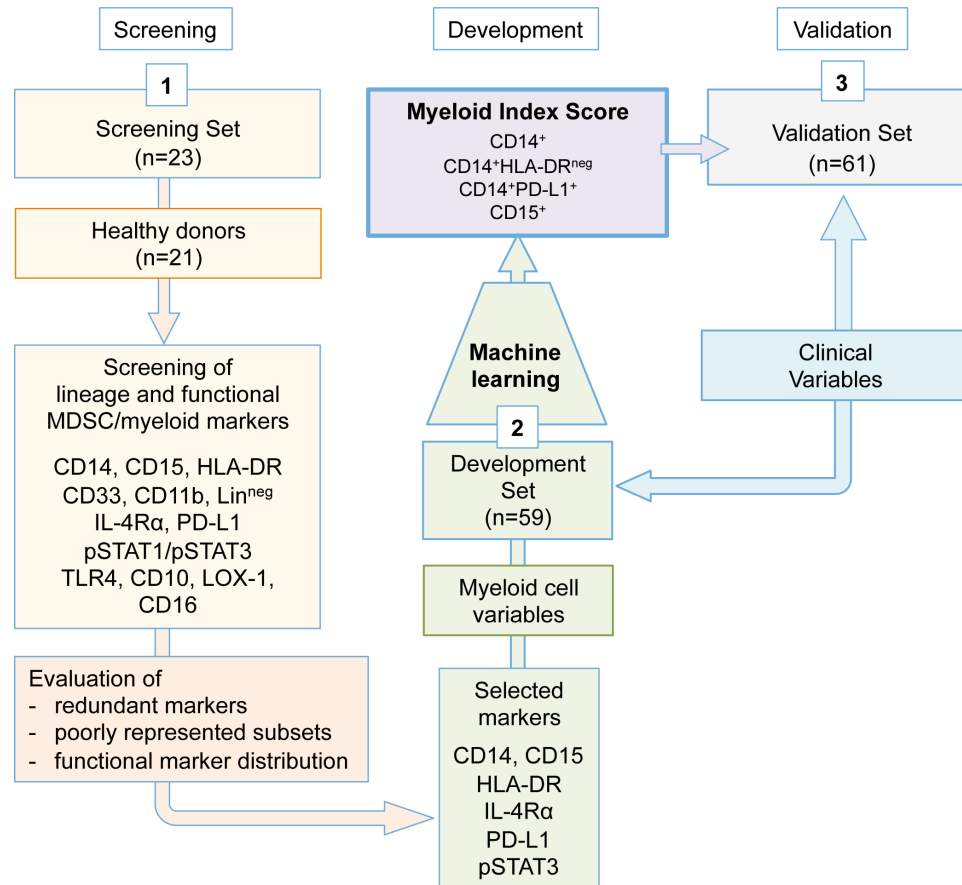 Screening
1
Screening Set
(n=23)
Healthy donors
(n=21)
Screening of
lineage and functional
MDSC/myeloid markers
CD14, CD15, HLA-DR
CD33, CD11b, Linⁿᵉᵍ
IL-4Rα, PD-L1
pSTAT1/pSTAT3
TLR4, CD10, LOX-1,
CD16
Evaluation of
- redundant markers
- poorly represented subsets
- functional marker distribution
Development
Myeloid Index Score
CD14⁺
CD14⁺HLA-DRⁿᵉᵍ
CD14⁺PD-L1⁺
CD15⁺
Machine
learning
2
Development
Set
(n=59)
Myeloid cell
variables
Selected
markers
CD14, CD15
HLA-DR
IL-4Rα
PD-L1
pSTAT3
Validation
3
Validation Set
(n=61)
Clinical
Variables